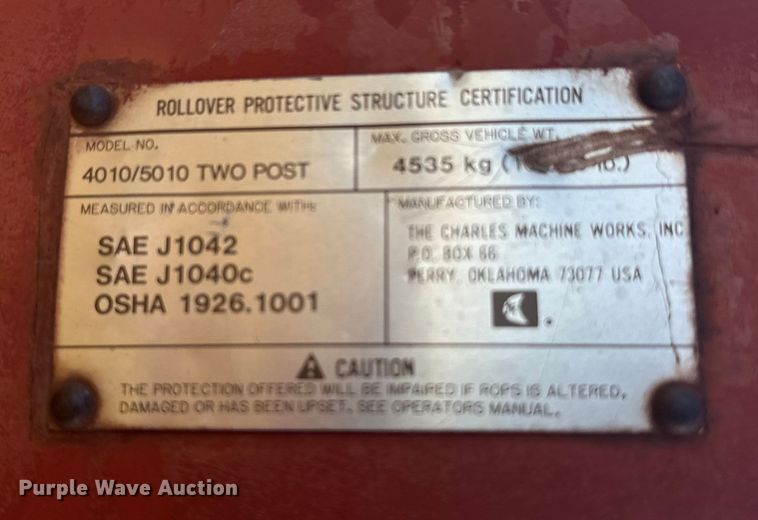 ROLLOVER PROTECTIVE STRUCTURE CERTIFICATION
MODEL NO.
4010/5010 TWO POST
MAX. GROSS VEHICLE WT.
4535 kg (
MEASURED IN ACCORDANCE WITH:
SAE J1042
SAE J1040c
OSHA 1926.1001
MANUFACTURED BY:
THE CHARLES MACHINE WORKS, INC
P.O. BOX 66
PERRY, OKLAHOMA 73077 USA
CAUTION
THE PROTECTION OFFERED WILL BE IMPAIRED IF ROPS IS ALTERED,
DAMAGED OR HAS BEEN UPSET. SEE OPERATORS MANUAL.
Purple Wave Auction